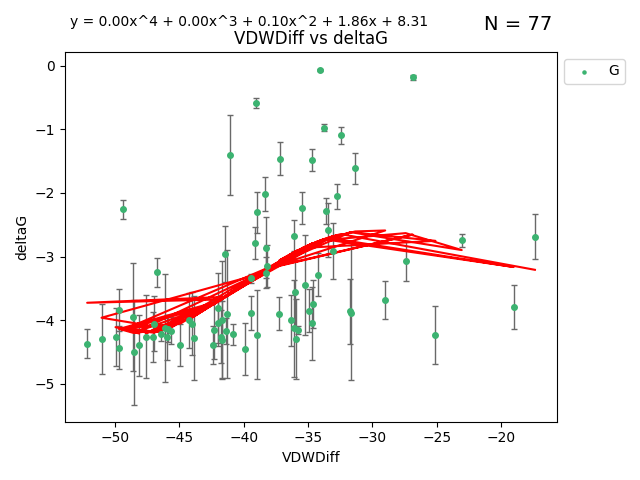 y = 0.00x^4 + 0.00x^3 + 0.10x^2 + 1.86x + 8.31
N = 77
VDWDiff vs deltaG
G
deltaG
0
−1
−2
−3
−4
−5
−50
−45
−40
−35
−30
−25
−20
VDWDiff